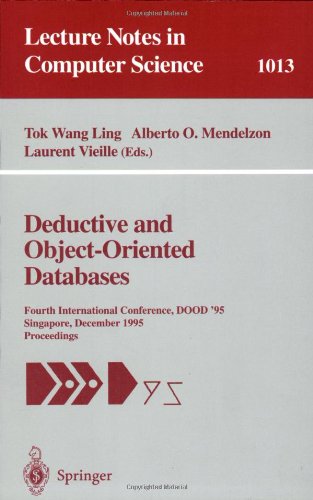 Lecture Notes in
Computer Science 1013
Tok Wang Ling Alberto O. Mendelzon
Laurent Vieille (Eds.)
Deductive and
Object-Oriented
Databases
Fourth International Conference, DOOD '95
Singapore, December 1995
Proceedings
95
Springer